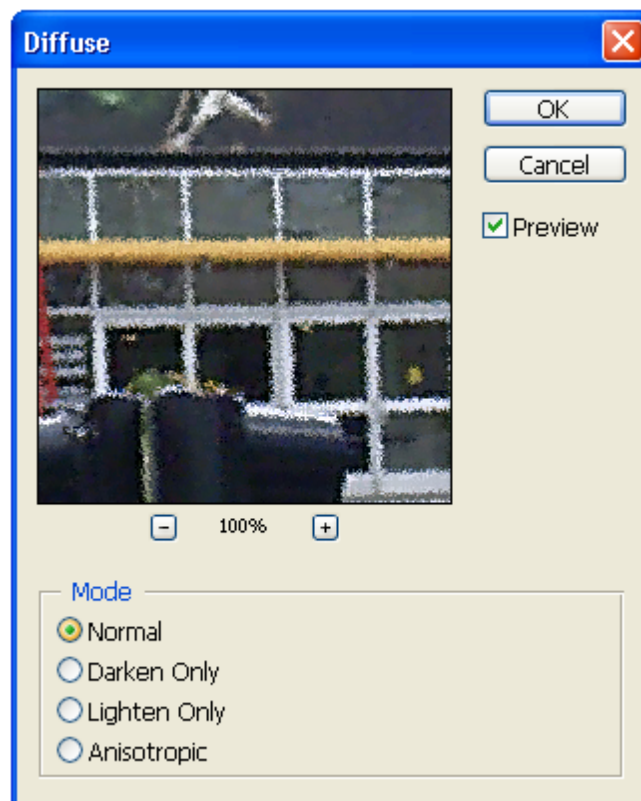 Diffuse
OK
Cancel
Preview
100%
Mode
Normal
Darken Only
Lighten Only
Anisotropic